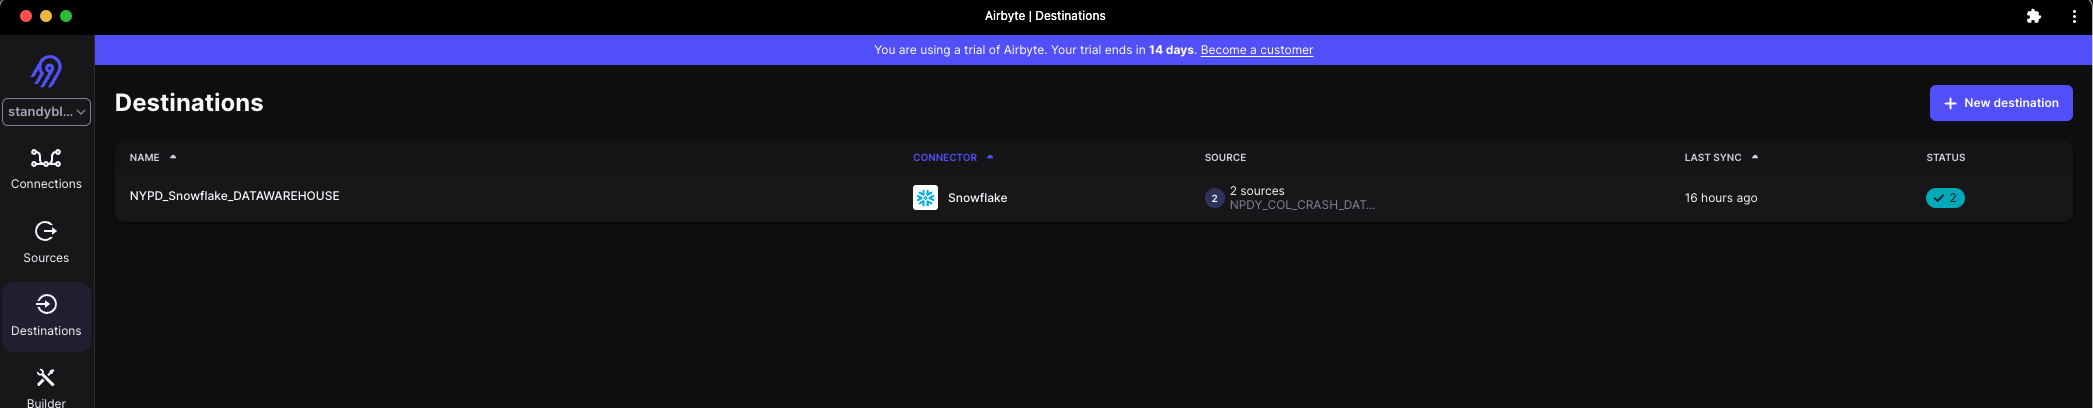 Airbyte | Destinations
You are using a trial of Airbyte. Your trial ends in 14 days. Become a customer
standybl...
Connections
Sources
Destinations
Builder
Destinations
+ New destination
NAME CONNECTOR SOURCE LAST SYNC STATUS
NYPD_Snowflake_DATAWAREHOUSE Snowflake 2 2 sources 16 hours ago 2
NPDY_COL_CRASH_DAT...